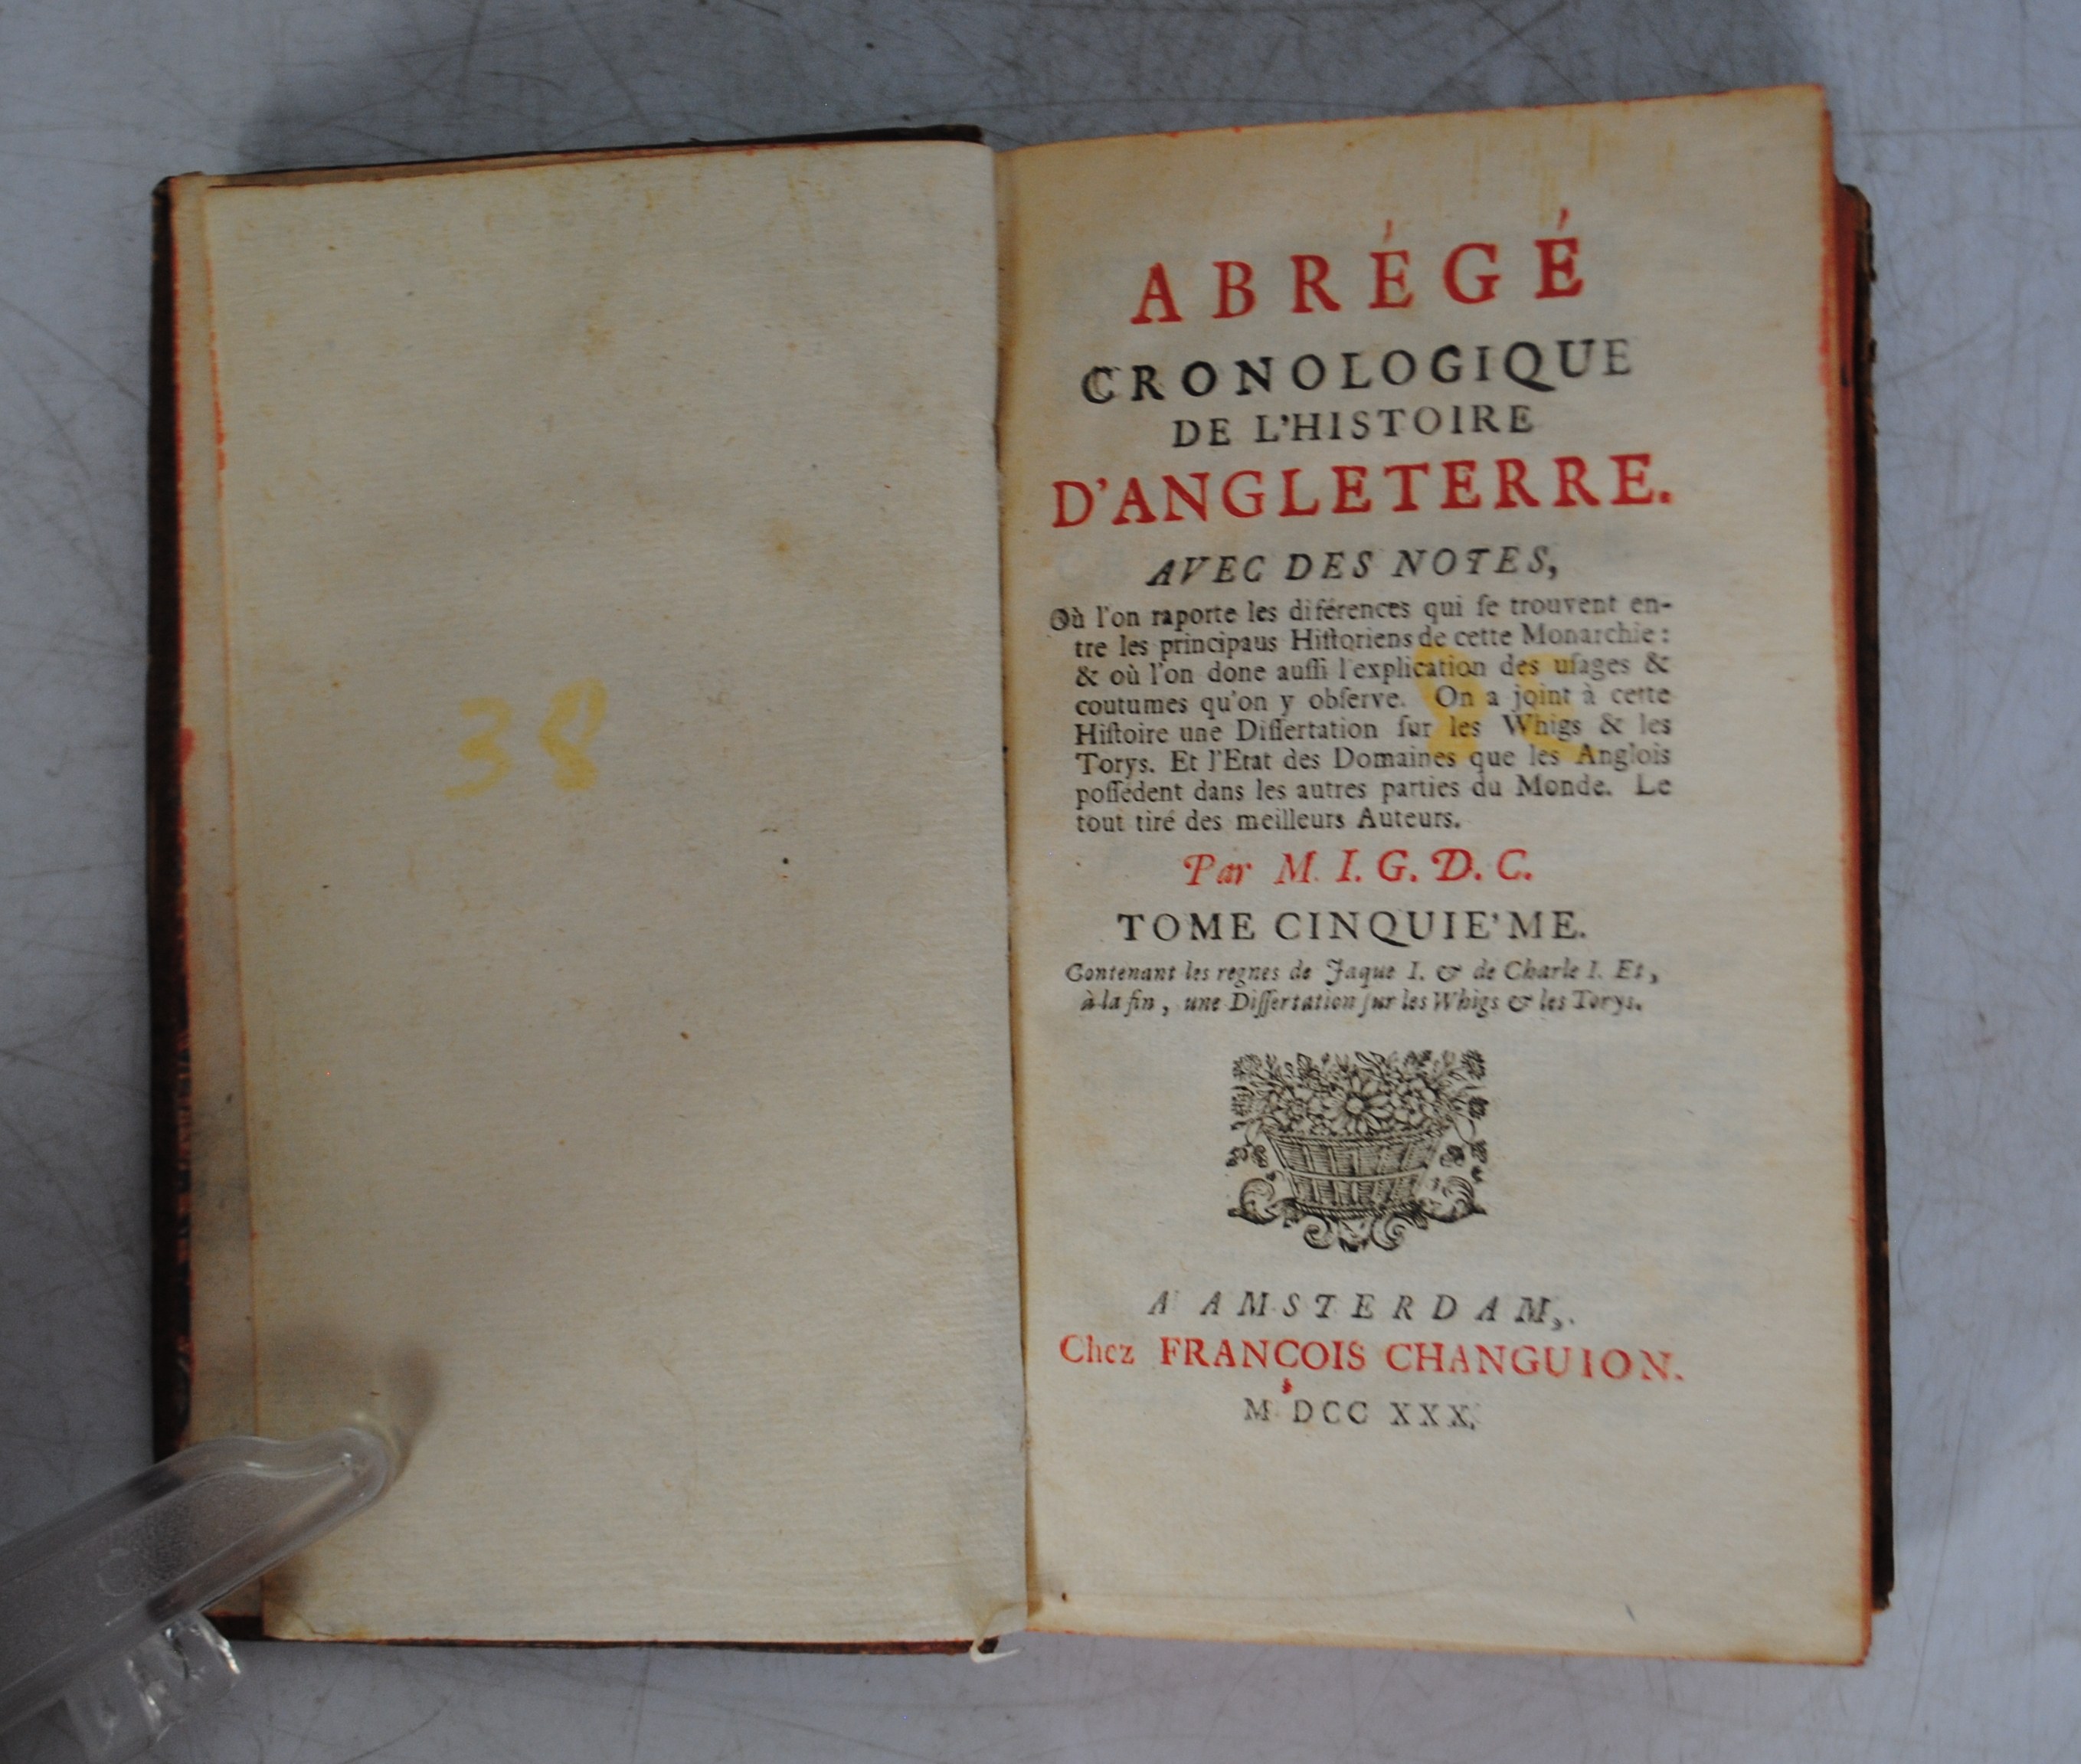 38
ABRÉGÉ
CRONOLOGIQUE
DE L'HISTOIRE
D'ANGLETERRE.
AVEC DES NOTES,
Où l'on raporte les diférences qui ſe trouvent en-
tre les principaus Hiſtoriens de cette Monarchie:
& où l'on done auſſi l'explication des uſages &
coutumes qu'on y obſerve. On a joint à cette
Hiſtoire une Diſſertation ſur les Whigs & les
Torys. Et l'Etat des Domaines que les Anglois
poſſédent dans les autres parties du Monde. Le
tout tiré des meilleurs Auteurs.
Par M. I. G. D. C.
TOME CINQUIE'ME.
Contenant les regnes de Jaque I. & de Charle I. Et,
à la fin, une Diſſertation ſur les Whigs & les Torys.
A AMSTERDAM,
Chez FRANÇOIS CHANGUION.
M DCC XXX.